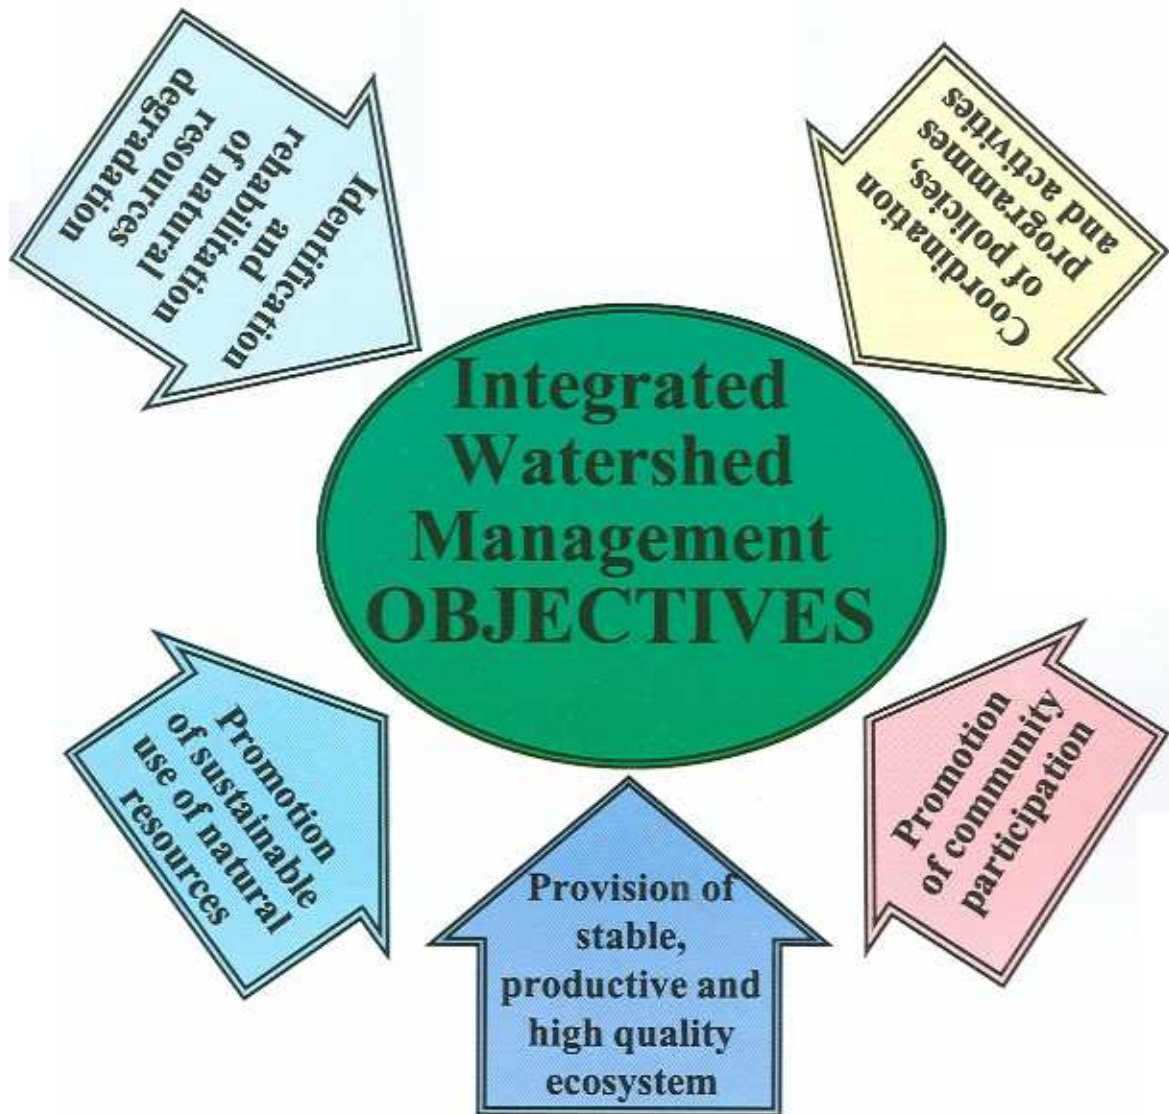 Integrated
Watershed
Management
OBJECTIVES
Identification
and
rehabilitation
of natural
resources
degradation
Coordination
of policies,
programmes
and activities
Promotion
of sustainable
use of natural
resources
Provision of
stable,
productive and
high quality
ecosystem
Promotion
of community
participation